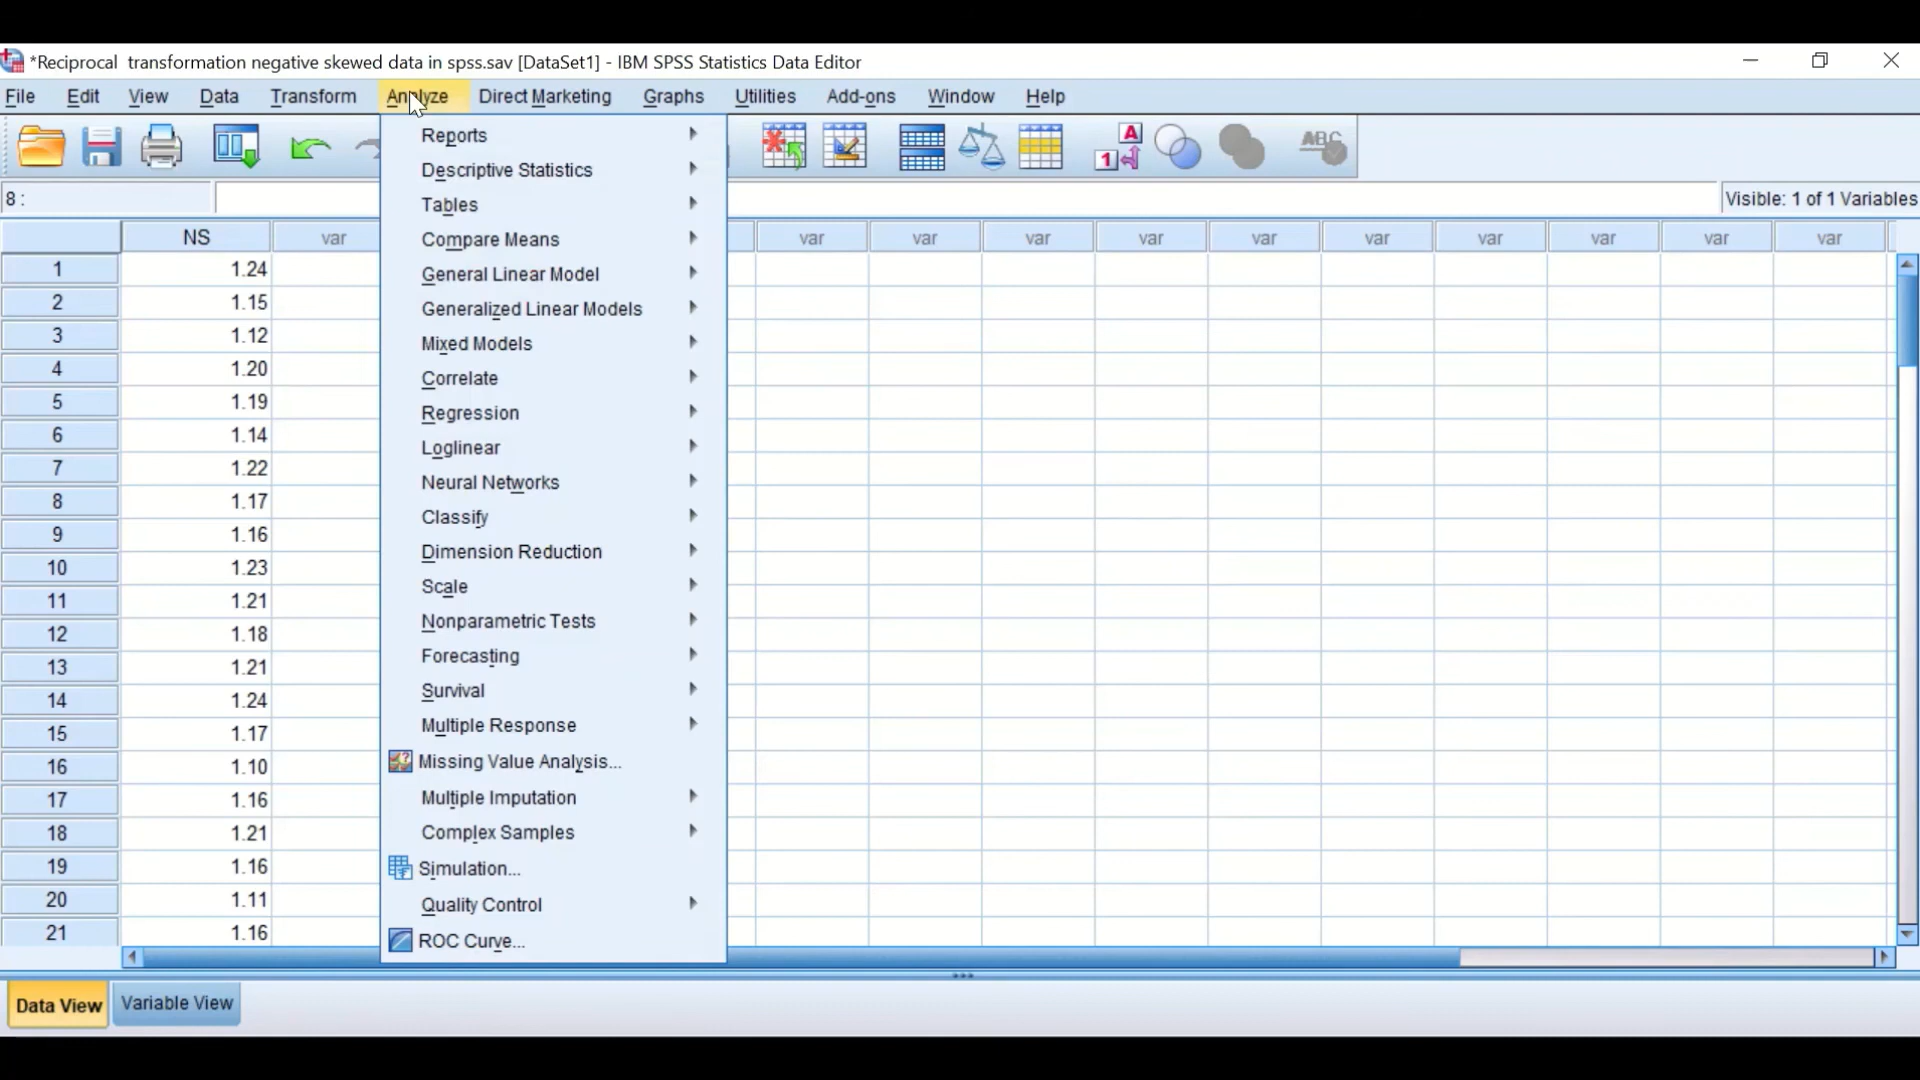 *Reciprocal  transformation negative skewed data in spss.sav [DataSet1] - IBM SPSS Statistics Data Editor
File Edit View Data Transform Analyze Direct Marketing Graphs Utilities Add-ons Window Help
A
1
ABC
8 :
Visible: 1 of 1 Variables
NS var var var var var var var var var var var
1 1.24
2 1.15
3 1.12
4 1.20
5 1.19
6 1.14
7 1.22
8 1.17
9 1.16
10 1.23
11 1.21
12 1.18
13 1.21
14 1.24
15 1.17
16 1.10
17 1.16
18 1.21
19 1.16
20 1.11
21 1.16
Reports
Descriptive Statistics
Tables
Compare Means
General Linear Model
Generalized Linear Models
Mixed Models
Correlate
Regression
Loglinear
Neural Networks
Classify
Dimension Reduction
Scale
Nonparametric Tests
Forecasting
Survival
Multiple Response
Missing Value Analysis...
Multiple Imputation
Complex Samples
Simulation...
Quality Control
ROC Curve...
Data View Variable View